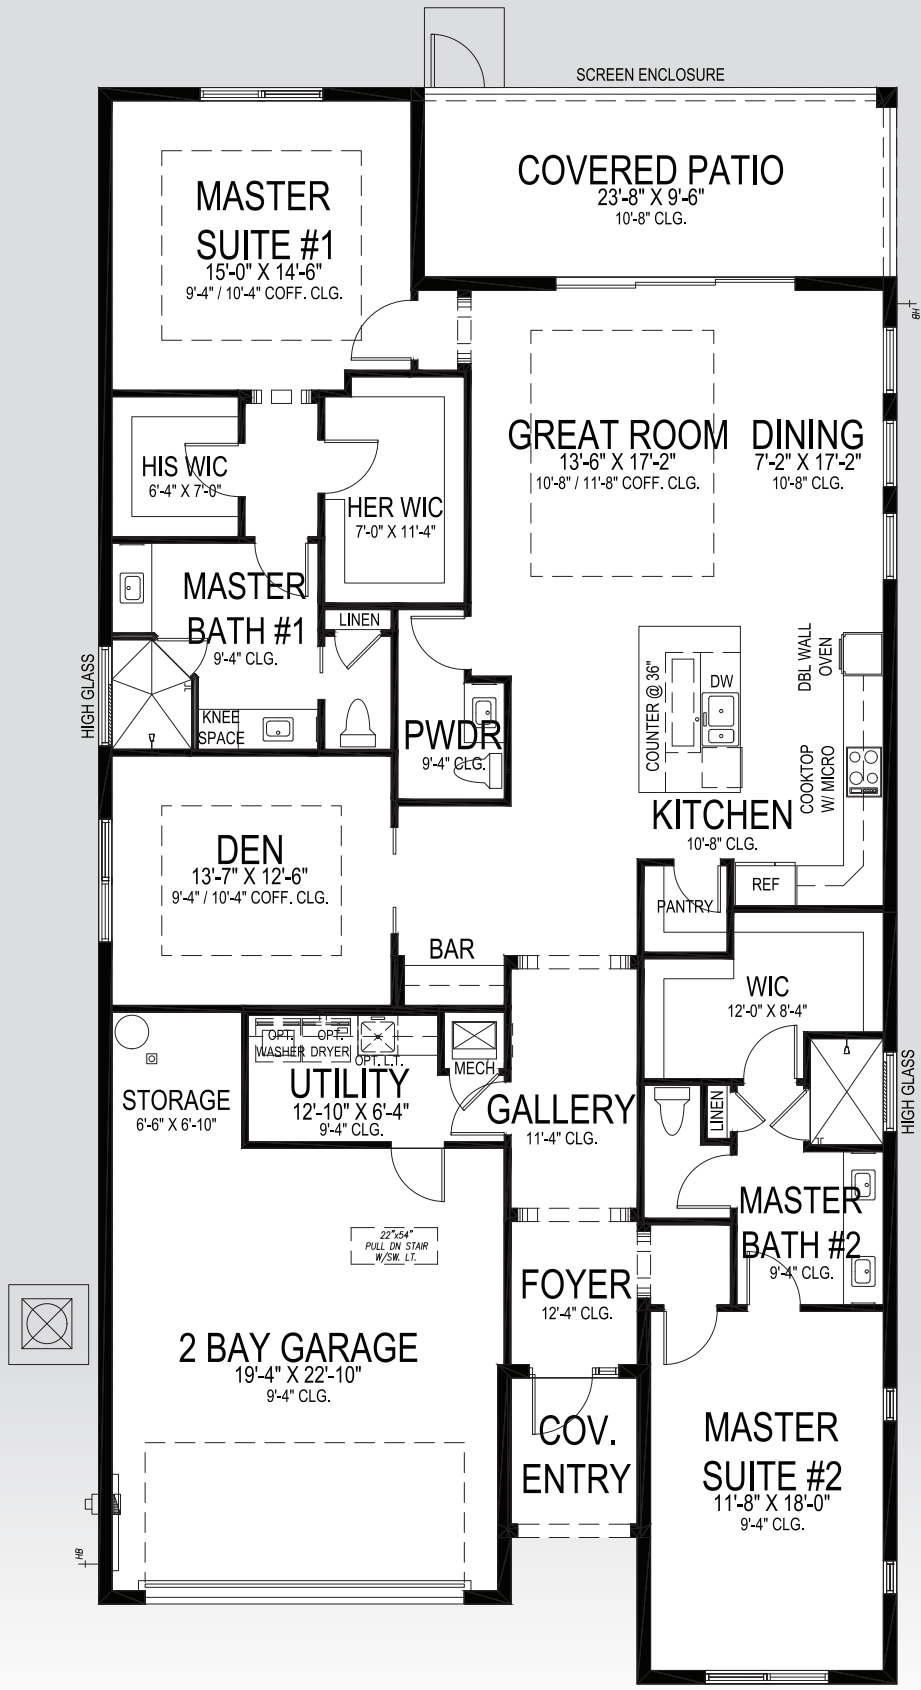 SCREEN ENCLOSURE
COVERED PATIO
23'-8" X 9'-6"
10'-8" CLG.
MASTER
SUITE #1
15'-0" X 14'-6"
9'-4" / 10'-4" COFF. CLG.
HB
GREAT ROOM
13'-6" X 17'-2"
10'-8" / 11'-8" COFF. CLG.
DINING
7'-2" X 17'-2"
10'-8" CLG.
HIS WIC
6'-4" X 7'-0"
HER WIC
7'-0" X 11'-4"
MASTER
BATH #1
9'-4" CLG.
LINEN
HIGH GLASS
KNEE
SPACE
PWDR
9'-4" CLG.
COUNTER @ 36"
DW
DBL WALL
OVEN
COOKTOP
W/ MICRO
KITCHEN
10'-8" CLG.
REF
PANTRY
DEN
13'-7" X 12'-6"
9'-4" / 10'-4" COFF. CLG.
BAR
WIC
12'-0" X 8'-4"
OPT.
WASHER
OPT.
DRYER
OPT. L.T.
MECH
UTILITY
12'-10" X 6'-4"
9'-4" CLG.
STORAGE
6'-6" X 6'-10"
GALLERY
11'-4" CLG.
LINEN
HIGH GLASS
MASTER
BATH #2
9'-4" CLG.
22"x54"
PULL DN STAIR
W/SW. LT.
FOYER
12'-4" CLG.
2 BAY GARAGE
19'-4" X 22'-10"
9'-4" CLG.
COV.
ENTRY
MASTER
SUITE #2
11'-8" X 18'-0"
9'-4" CLG.
HB